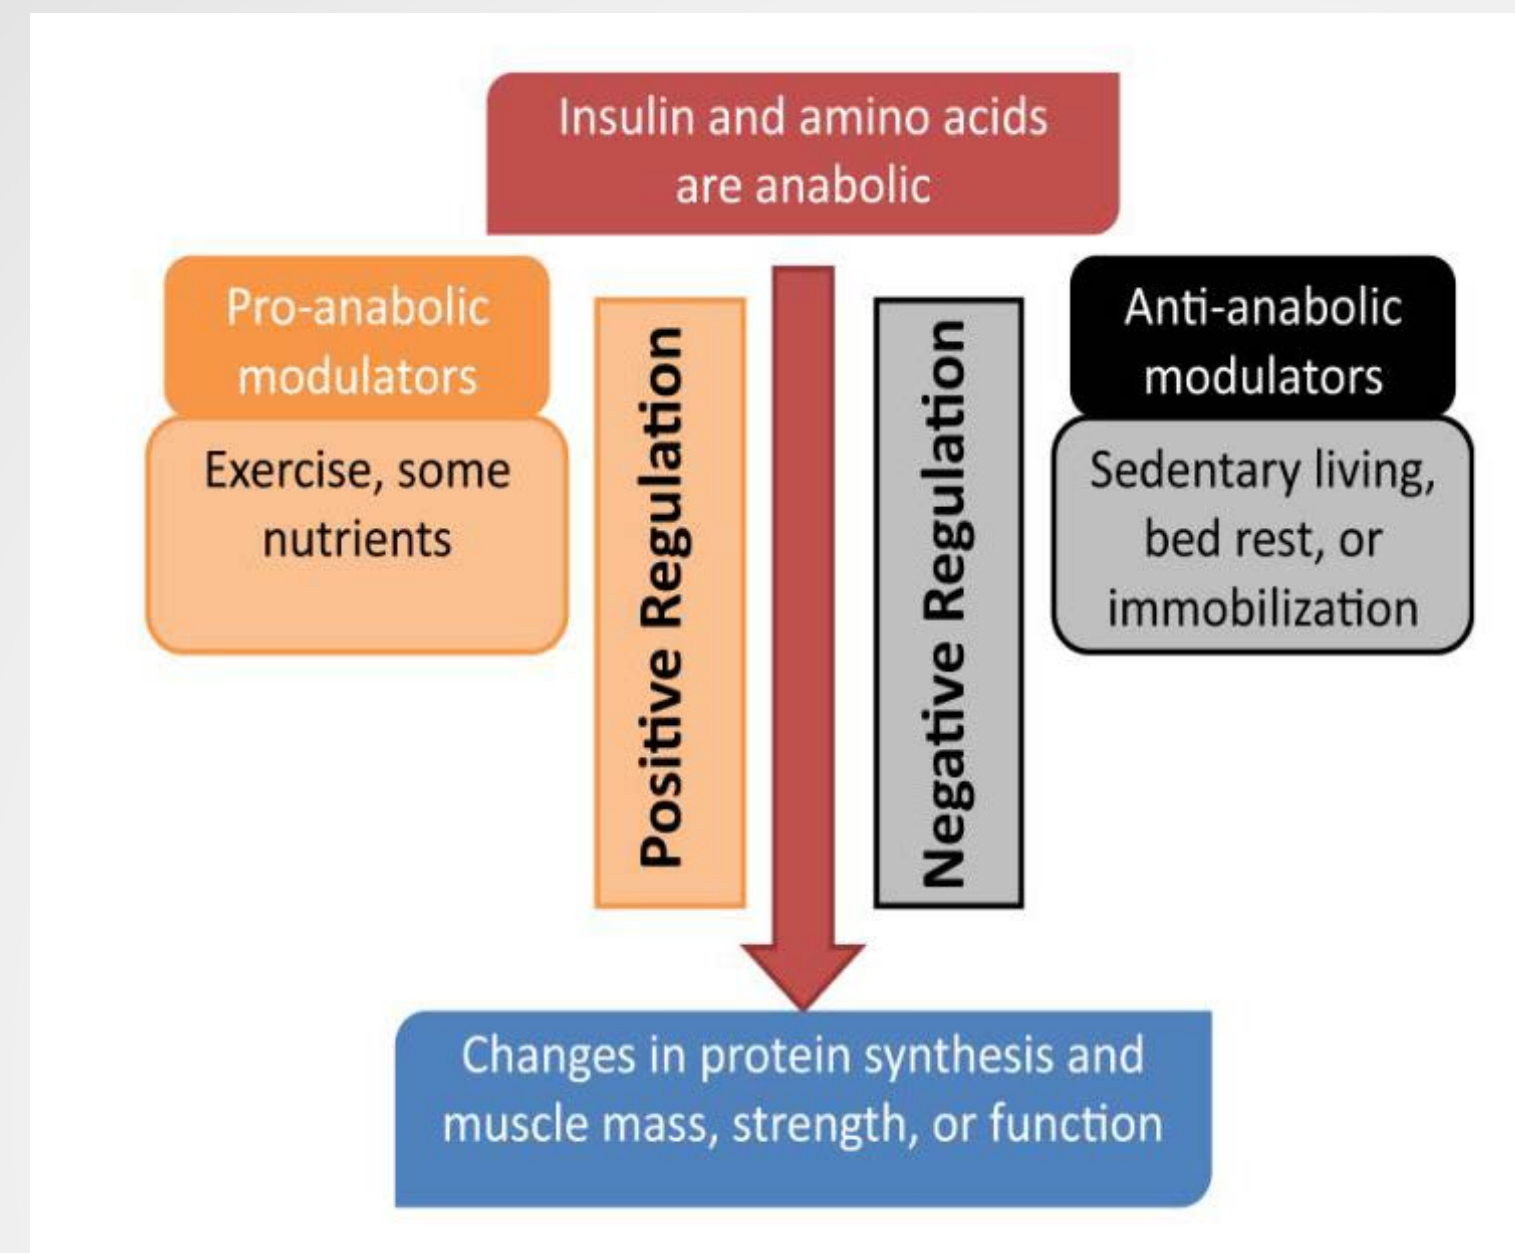 Insulin and amino acids
are anabolic
Pro-anabolic
modulators
Exercise, some
nutrients
Positive Regulation
Negative Regulation
Anti-anabolic
modulators
Sedentary living,
bed rest, or
immobilization
Changes in protein synthesis and
muscle mass, strength, or function